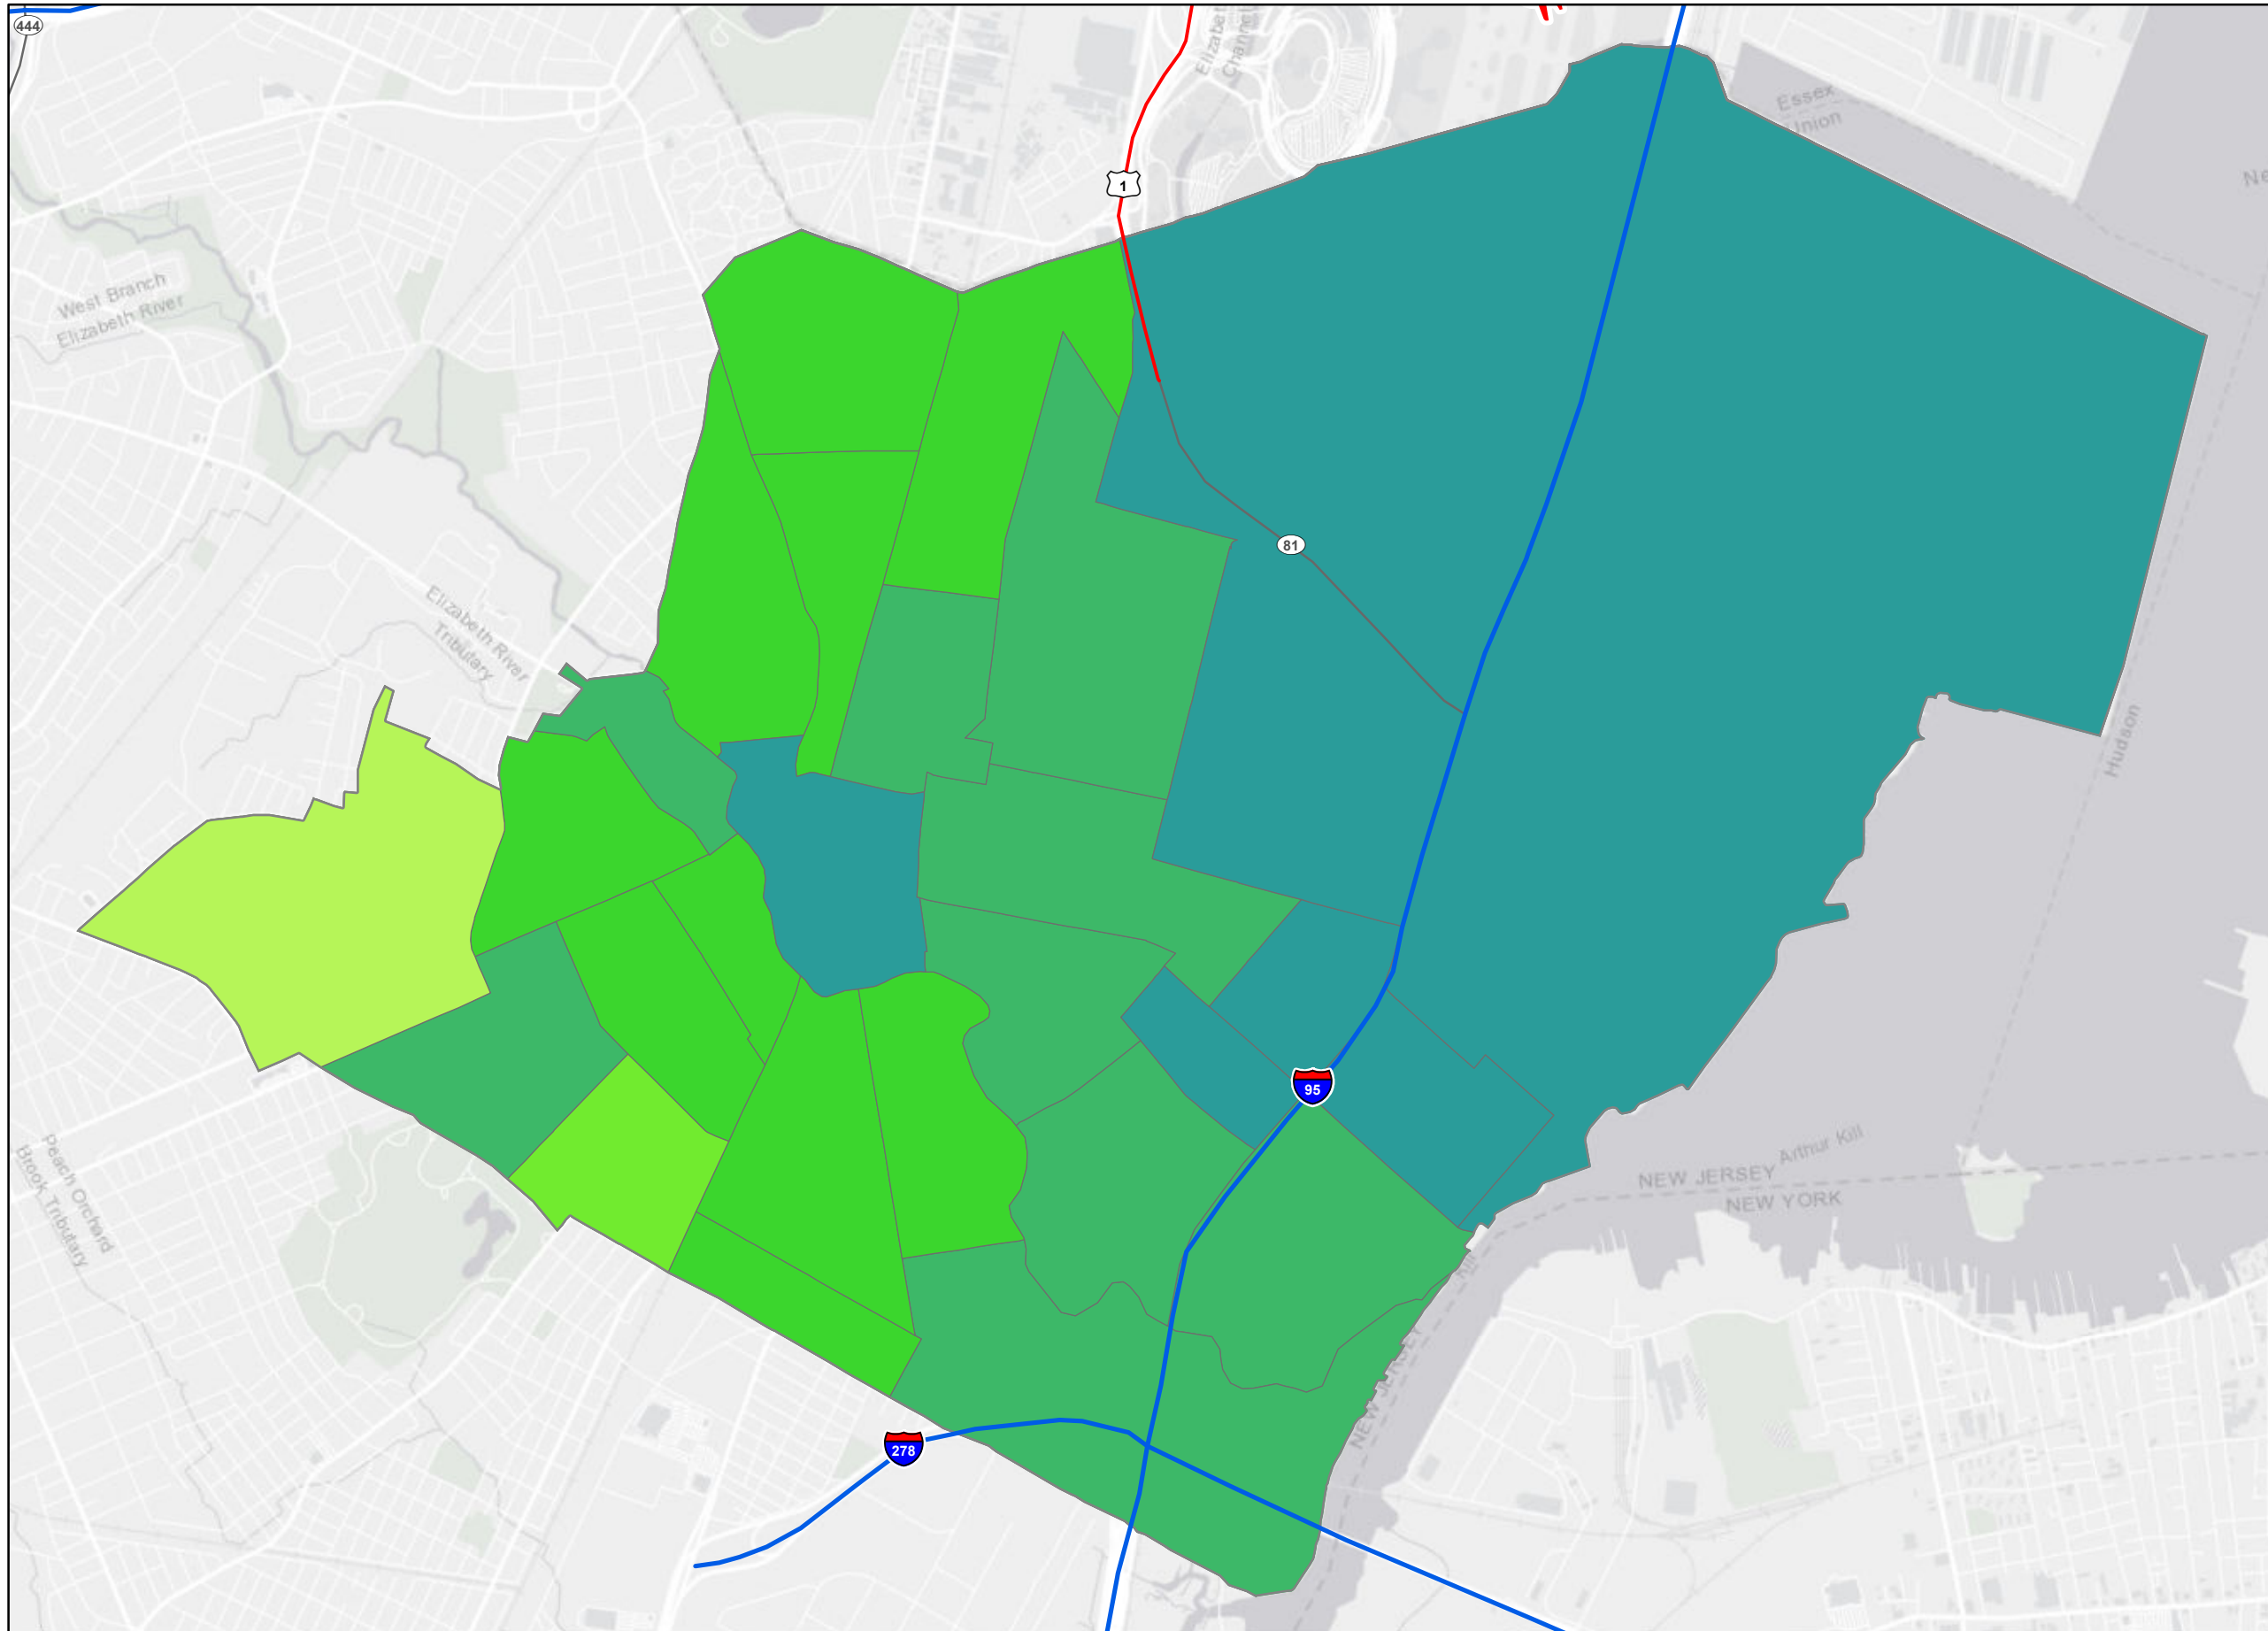 444
Elizabe
Channel
1
Essex
Union
Ne
West Branch
Elizabeth River
81
Elizabeth River
Tributary
Hudson
95
Arthur Kill
NEW JERSEY
NEW YORK
Peach Orchard
Brook Tributary
Kill
NEW JERSEY
278